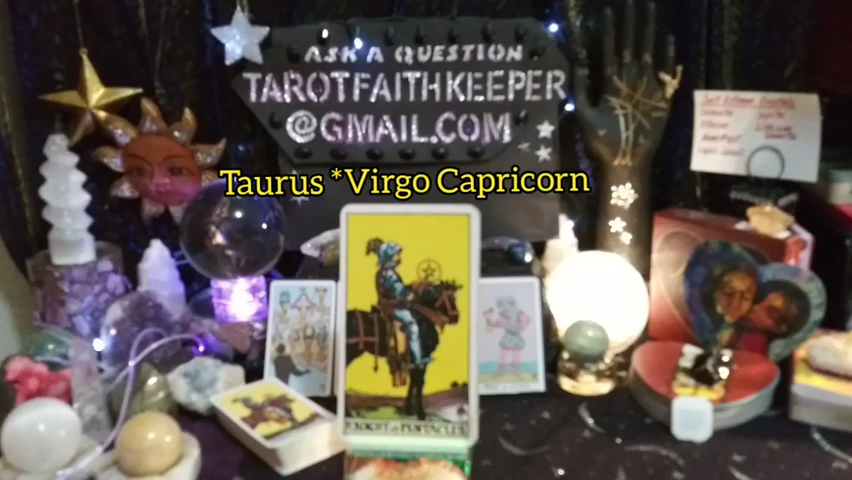 ASK A QUESTION
TAROTFAITHKEEPER
@GMAIL.COM
Taurus *Virgo Capricorn
KNIGHT of PENTACLES